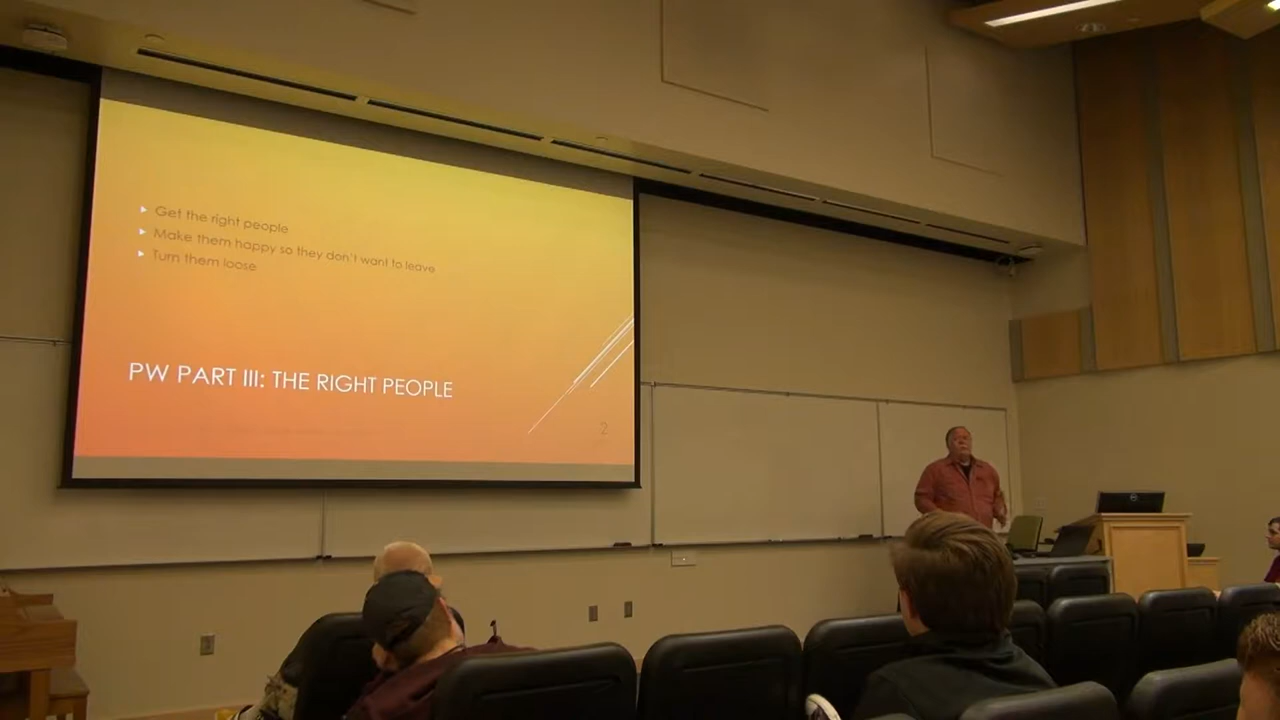 Get the right people
Make them happy so they don't want to leave
Turn them loose
PW PART III: THE RIGHT PEOPLE
2